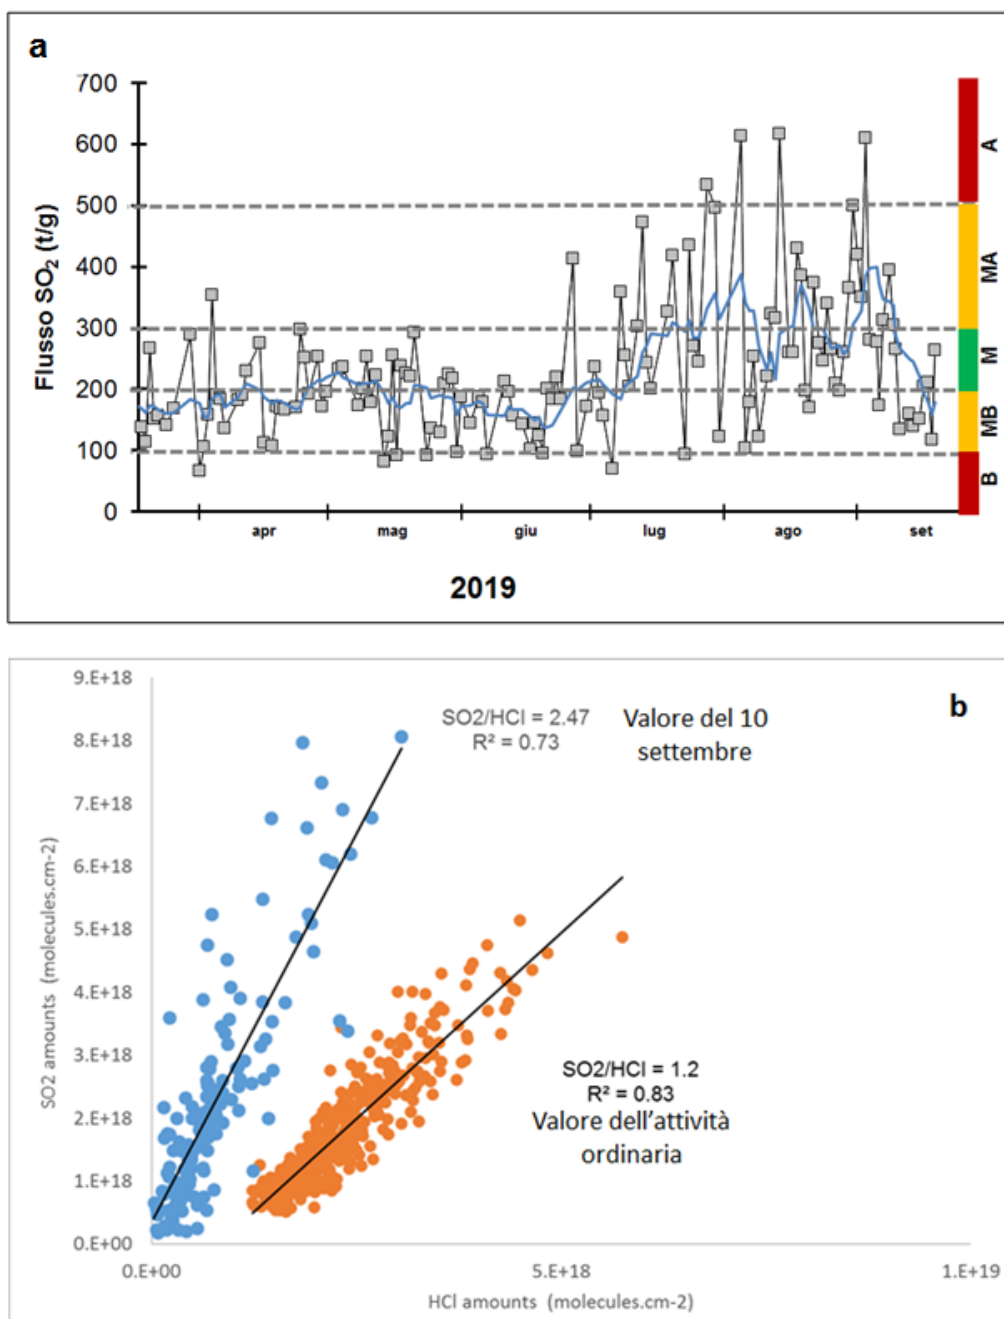 a
700
600
500
400
300
200
100
0
Flusso SO₂ (t/g)
A
MA
M
MB
B
apr
mag
giu
lug
ago
set
2019
b
9.E+18
8.E+18
7.E+18
6.E+18
5.E+18
4.E+18
3.E+18
2.E+18
1.E+18
0.E+00
SO2 amounts (molecules.cm-2)
SO2/HCl = 2.47
R² = 0.73
Valore del 10
settembre
SO2/HCl = 1.2
R² = 0.83
Valore dell'attività
ordinaria
0.E+00
5.E+18
1.E+19
HCl amounts (molecules.cm-2)